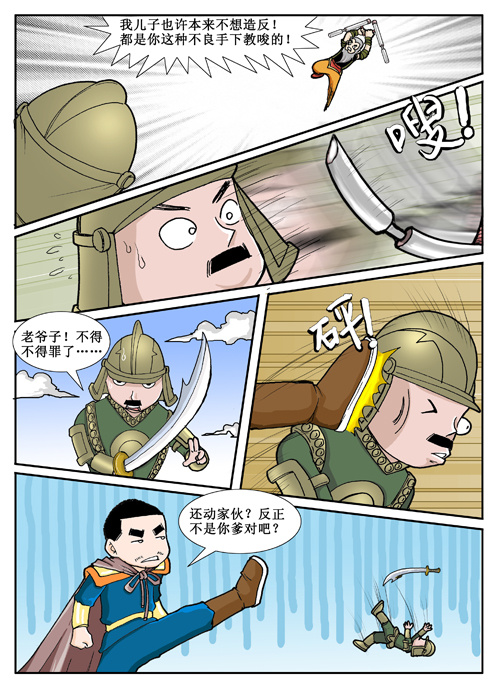 我儿子也许本来不想造反！
都是你这种不良手下教唆的！
嗖！
老爷子！不得
不得罪了……
砰！
还动家伙？反正
不是你爹对吧？